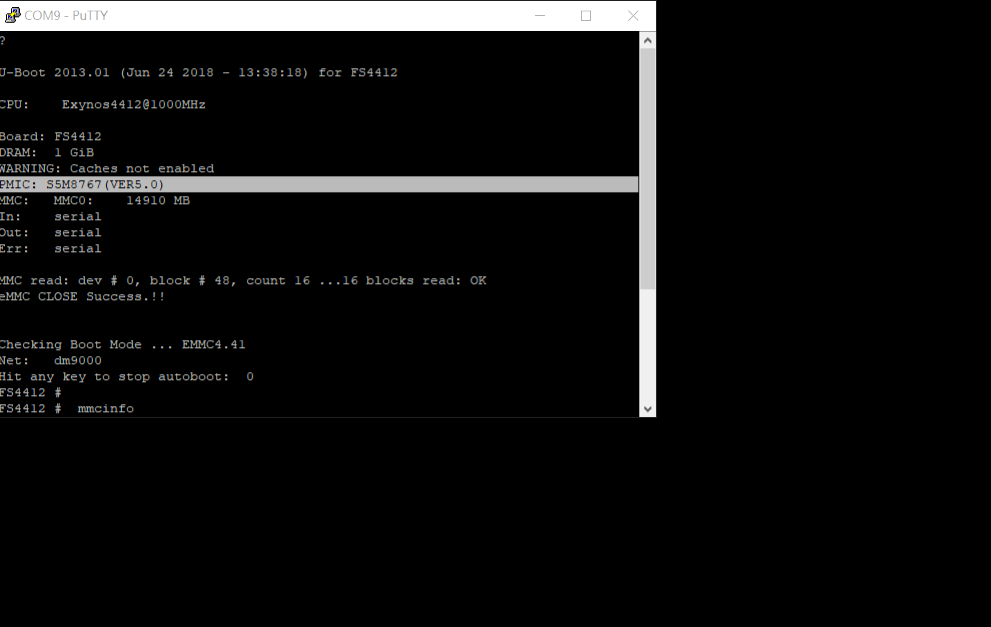 COM9 - PuTTY
?
U-Boot 2013.01 (Jun 24 2018 - 13:38:18) for FS4412
CPU:    Exynos4412@1000MHz
Board: FS4412
DRAM:  1 GiB
WARNING: Caches not enabled
PMIC: S5M8767(VER5.0)
MMC:   MMC0:    14910 MB
In:    serial
Out:   serial
Err:   serial
MMC read: dev # 0, block # 48, count 16 ...16 blocks read: OK
eMMC CLOSE Success.!!
Checking Boot Mode ... EMMC4.41
Net:   dm9000
Hit any key to stop autoboot:  0
FS4412 #
FS4412 #  mmcinfo